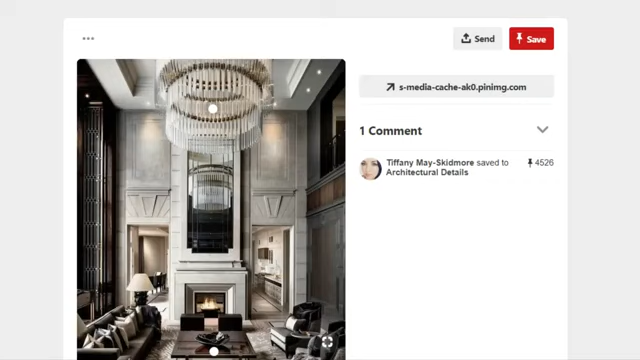 Send
Save
s-media-cache-ak0.pinimg.com
1 Comment
Tiffany May-Skidmore saved to
Architectural Details
4526